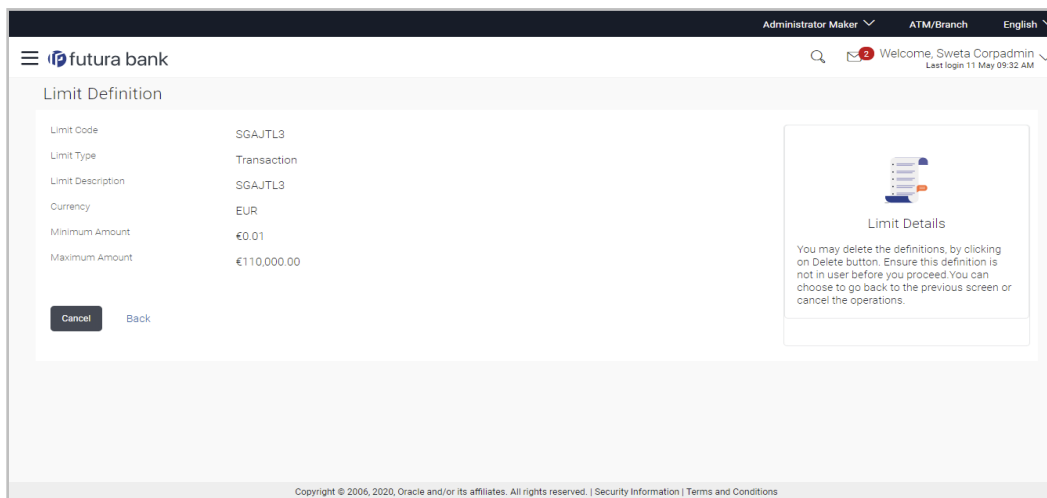 Administrator Maker ATM/Branch English
futura bank
2 Welcome, Sweta Corpadmin
Last login 11 May 09:32 AM
Limit Definition
Limit Code SGAJTL3
Limit Type Transaction
Limit Description SGAJTL3
Currency EUR
Minimum Amount €0.01
Maximum Amount €110,000.00
Cancel Back
Limit Details
You may delete the definitions, by clicking
on Delete button. Ensure this definition is
not in user before you proceed.You can
choose to go back to the previous screen or
cancel the operations.
Copyright © 2006, 2020, Oracle and/or its affiliates. All rights reserved. | Security Information | Terms and Conditions